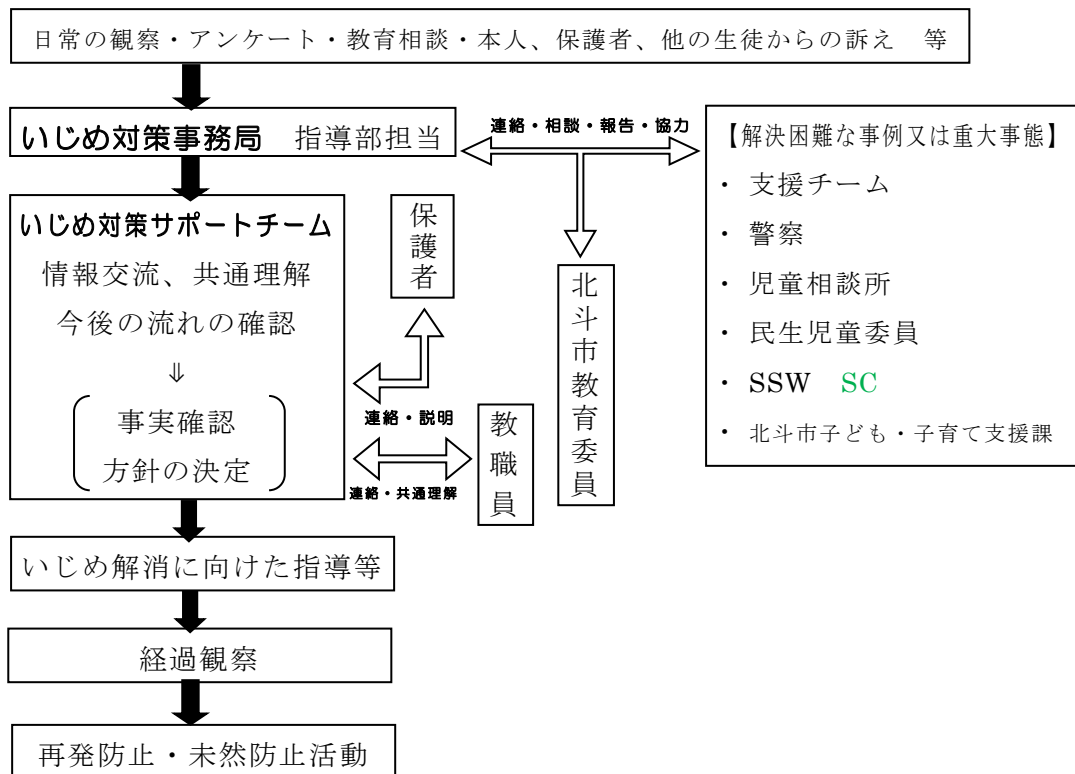 日常の観察・アンケート・教育相談・本人、保護者、他の生徒からの訴え　等
いじめ対策事務局　指導部担当
連絡・相談・報告・協力
【解決困難な事例又は重大事態】
・ 支援チーム
・ 警察
・ 児童相談所
・ 民生児童委員
・ SSW　SC
・ 北斗市子ども・子育て支援課
いじめ対策サポートチーム
情報交流、共通理解
今後の流れの確認
⇓
事実確認
方針の決定
保護者
連絡・説明
教職員
連絡・共通理解
北斗市教育委員
いじめ解消に向けた指導等
経過観察
再発防止・未然防止活動